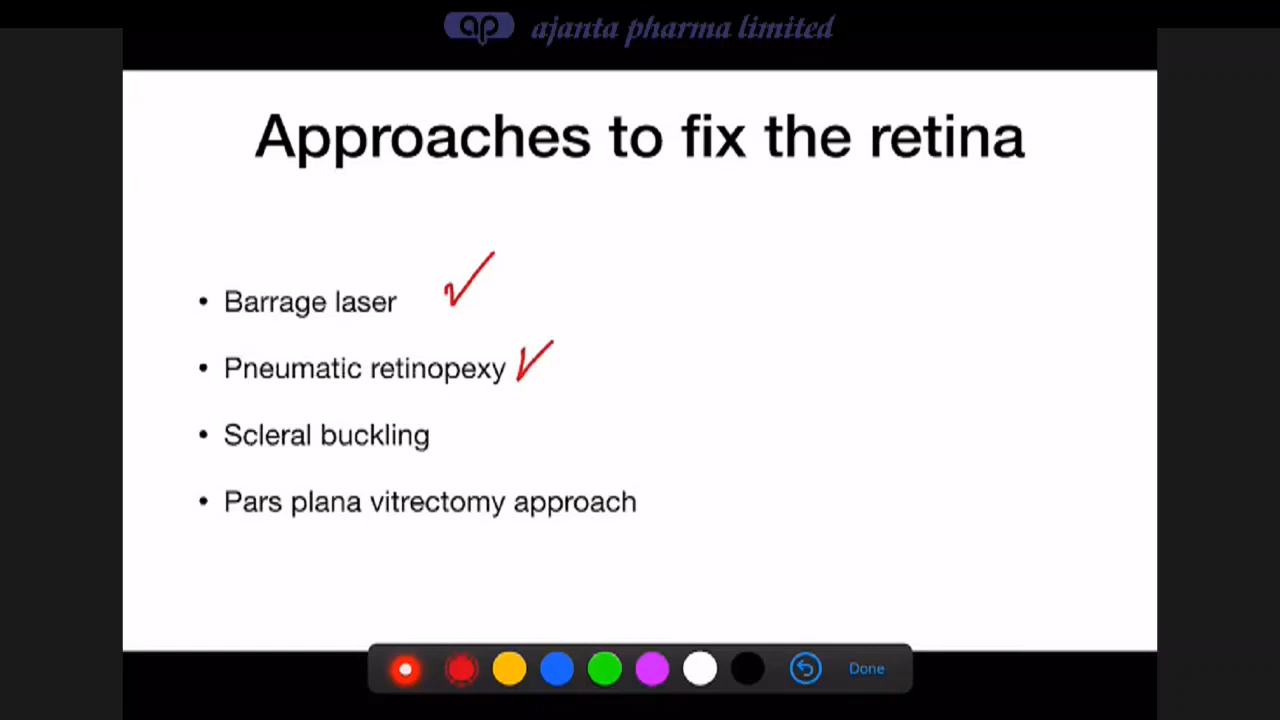 ap ajanta pharma limited
Approaches to fix the retina
• Barrage laser
• Pneumatic retinopexy
• Scleral buckling
• Pars plana vitrectomy approach
Done